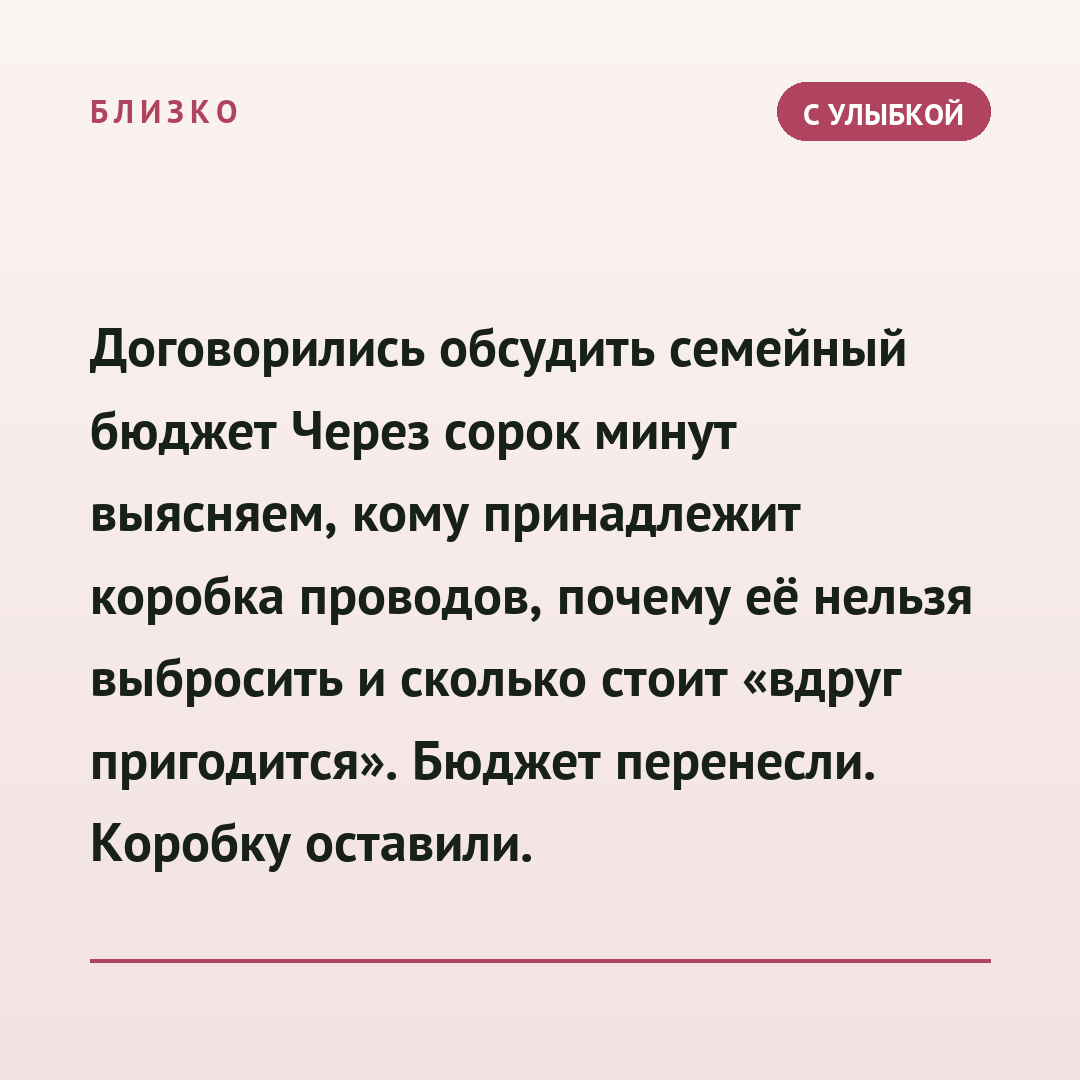 БЛИЗКО
С УЛЫБКОЙ
Договорились обсудить семейный
бюджет Через сорок минут
выясняем, кому принадлежит
коробка проводов, почему её нельзя
выбросить и сколько стоит «вдруг
пригодится». Бюджет перенесли.
Коробку оставили.